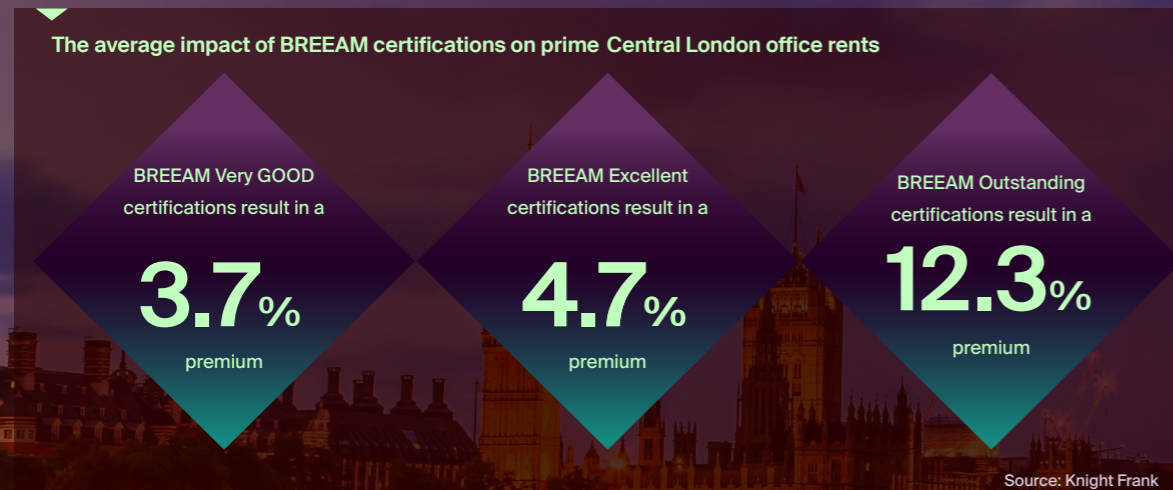 The average impact of BREEAM certifications on prime Central London office rents
BREEAM Very GOOD
certifications result in a
3.7%
premium
BREEAM Excellent
certifications result in a
4.7%
premium
BREEAM Outstanding
certifications result in a
12.3%
premium
Source: Knight Frank